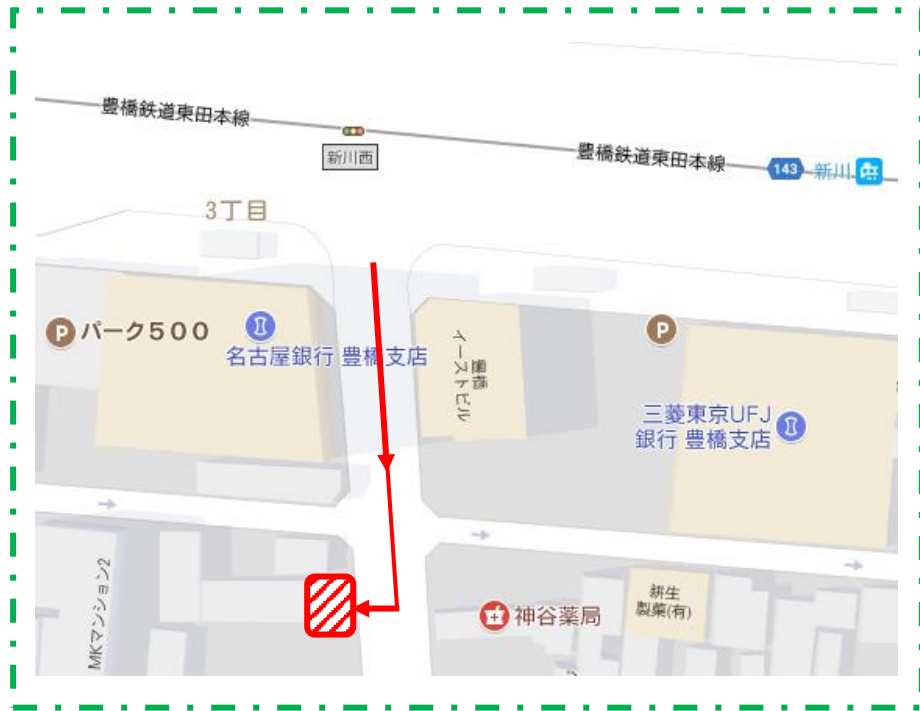 豊橋鉄道東田本線
新川西
豊橋鉄道東田本線
143
新川
3丁目
P パーク500
名古屋銀行 豊橋支店
豊橋
イーストビル
P
三菱東京UFJ
銀行 豊橋支店
MKマンション2
神谷薬局
耕生
製菓(有)